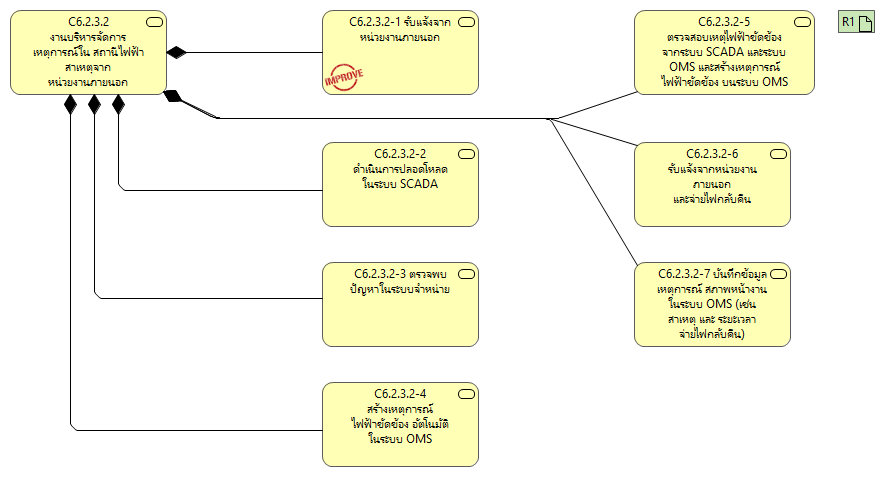 C6.2.3.2
งานบริหารจัดการ
เหตุการณ์ใน สถานีไฟฟ้า
สาเหตุจาก
หน่วยงานภายนอก
C6.2.3.2-1 รับแจ้งจาก
หน่วยงานภายนอก
IMPROVE
C6.2.3.2-2
ดำเนินการปลอดโหลด
ในระบบ SCADA
C6.2.3.2-3 ตรวจพบ
ปัญหาในระบบจำหน่าย
C6.2.3.2-4
สร้างเหตุการณ์
ไฟฟ้าขัดข้อง อัตโนมัติ
ในระบบ OMS
C6.2.3.2-5
ตรวจสอบเหตุไฟฟ้าขัดข้อง
จากระบบ SCADA และระบบ
OMS และสร้างเหตุการณ์
ไฟฟ้าขัดข้อง บนระบบ OMS
C6.2.3.2-6
รับแจ้งจากหน่วยงาน
ภายนอก
และจ่ายไฟกลับคืน
C6.2.3.2-7 บันทึกข้อมูล
เหตุการณ์ สภาพหน้างาน
ในระบบ OMS (เช่น
สาเหตุ และ ระยะเวลา
จ่ายไฟกลับคืน)
R1